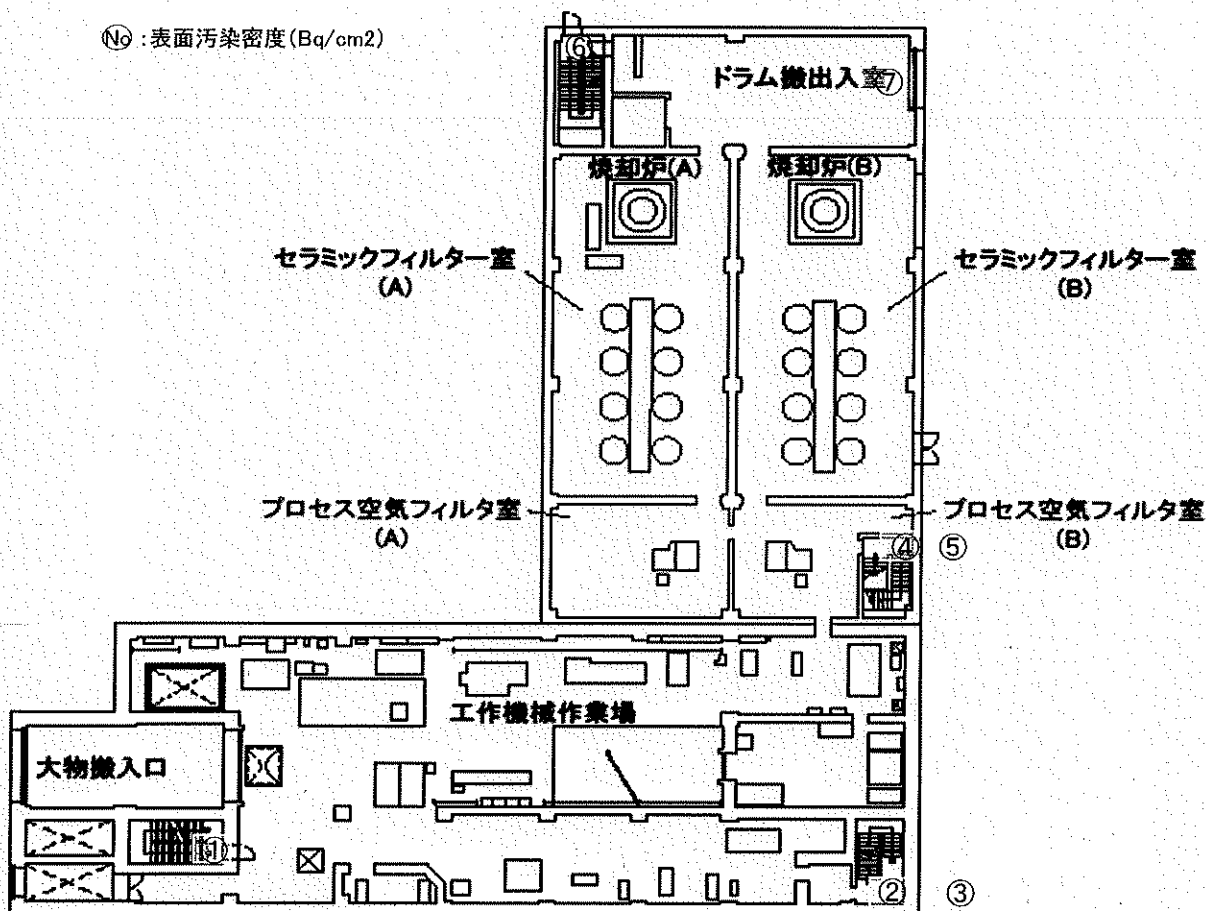 ㊔ :表面汚染密度(Bq/cm2)
⑥
ドラム搬出入室⑦
焼却炉(A)
焼却炉(B)
セラミックフィルター室
(A)
セラミックフィルター室
(B)
プロセス空気フィルタ室
(A)
プロセス空気フィルタ室
(B)
④
⑤
工作機械作業場
大物搬入口
①
②
③